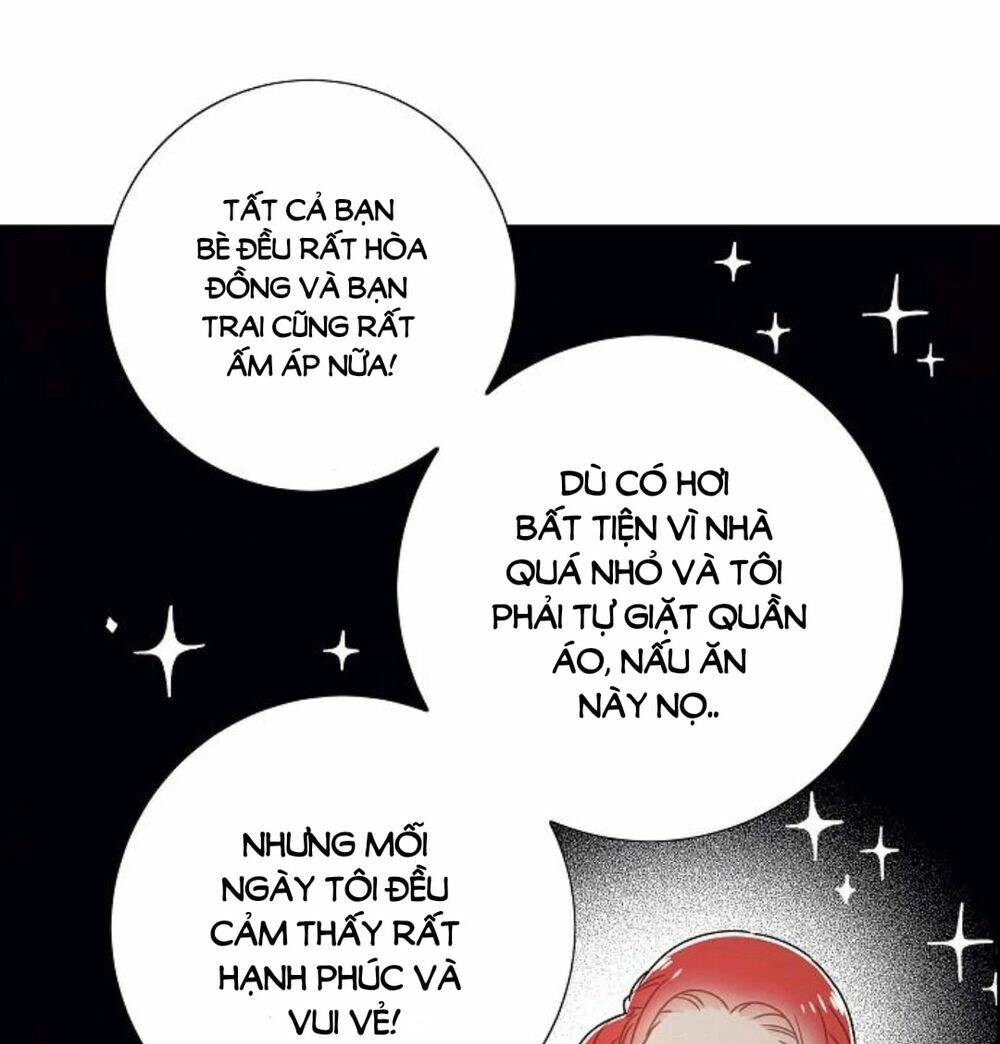 TẤT CẢ BẠN
BÈ ĐỀU RẤT HÒA
ĐỒNG VÀ BẠN
TRAI CŨNG RẤT
ẤM ÁP NỮA!
DÙ CÓ HƠI
BẤT TIỆN VÌ NHÀ
QUÁ NHỎ VÀ TÔI
PHẢI TỰ GIẶT QUẦN
ÁO, NẤU ĂN
NÀY NỌ..
NHƯNG MỖI
NGÀY TÔI ĐỀU
CẢM THẤY RẤT
HẠNH PHÚC VÀ
VUI VẺ!